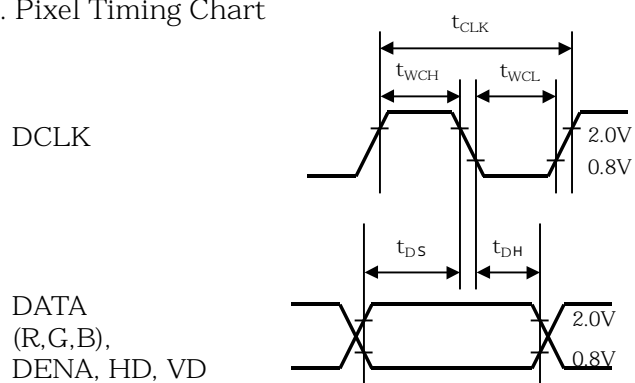 . Pixel Timing Chart
tCLK
tWCH
tWCL
DCLK
2.0V
0.8V
tDS
tDH
DATA
(R,G,B),
DENA, HD, VD
2.0V
0.8V